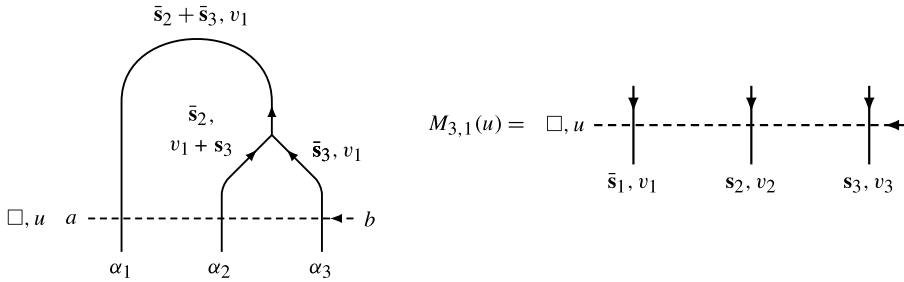 s̄₂ + s̄₃, v₁
s̄₂,
v₁ + s₃
s̄₃, v₁
□, u a b
α₁ α₂ α₃
M₃,₁(u) = □, u
s̄₁, v₁ s₂, v₂ s₃, v₃